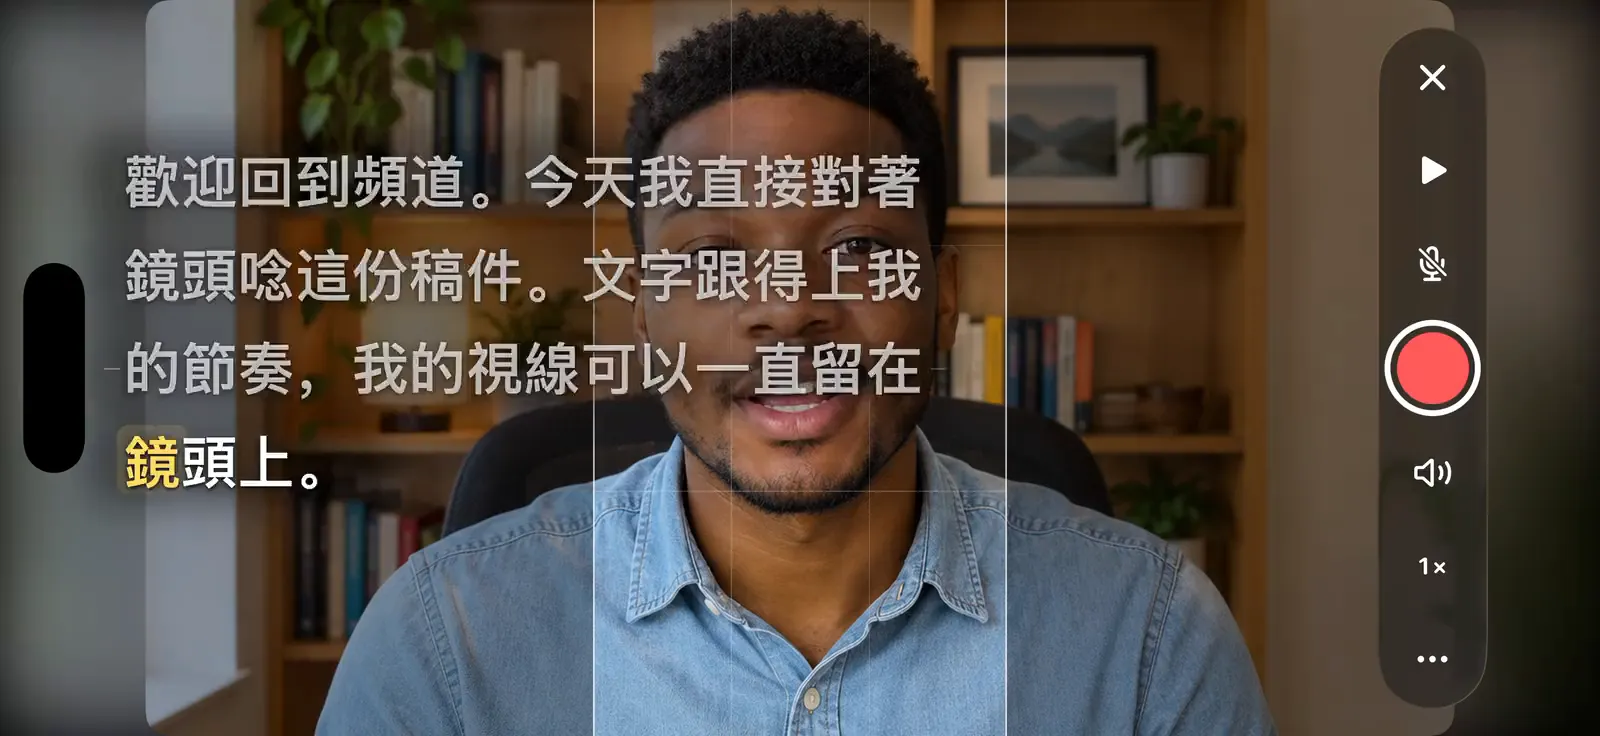 歡迎回到頻道。今天我直接對著
鏡頭唸這份稿件。文字跟得上我
的節奏，我的視線可以一直留在
鏡頭上。
1×